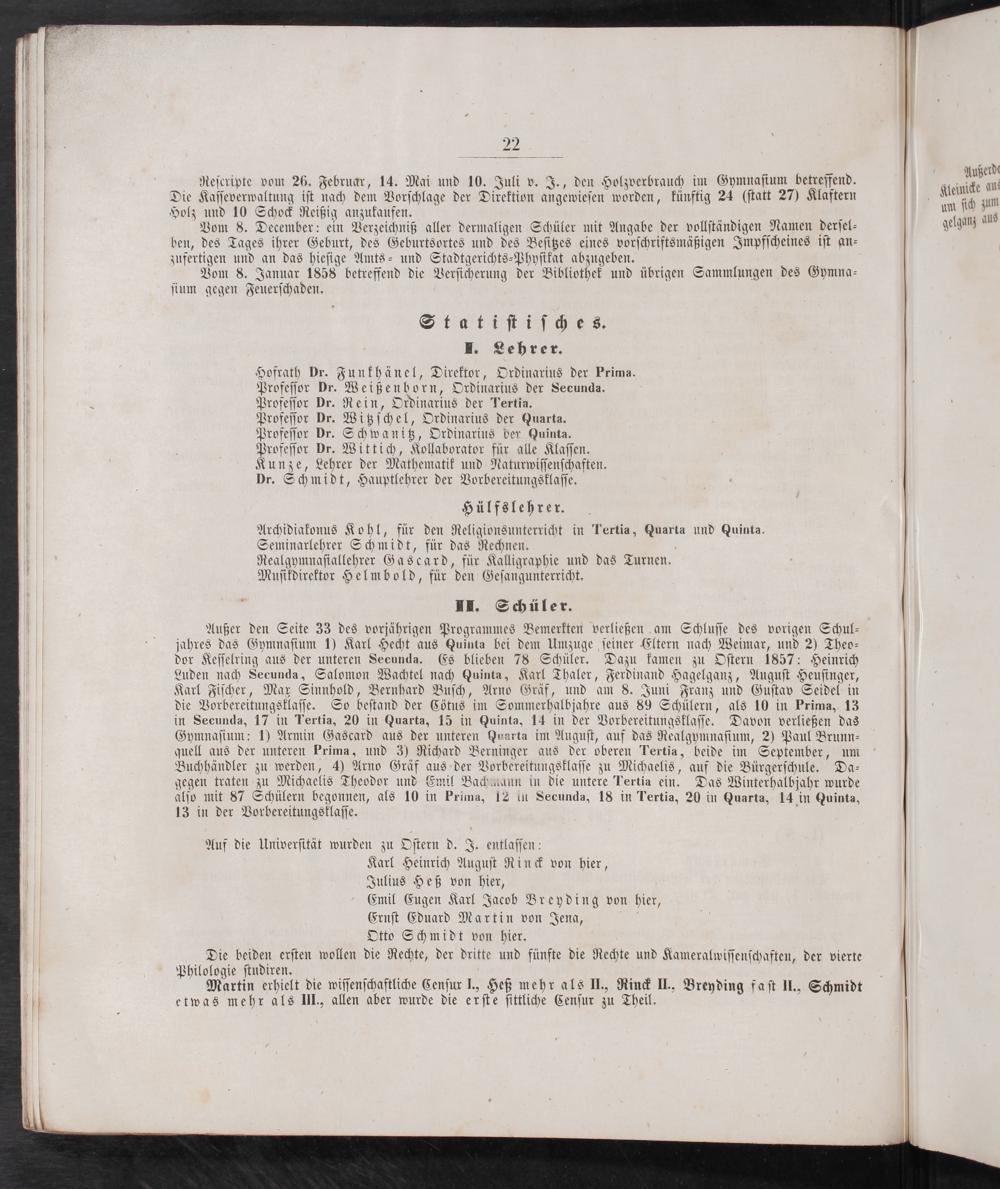 22
Rescripte vom 26. Februar, 14. Mai und 10. Juli v. J., den Holzverbrauch im Gymnasium betreffend.
Die Kasseverwaltung ist nach dem Vorschlage der Direktion angewiesen worden, künftig 24 (statt 27) Klaftern
Holz und 10 Schock Reißig anzukaufen.
Vom 8. December: ein Verzeichniß aller dermaligen Schüler mit Angabe der vollständigen Namen dersel-
ben, des Tages ihrer Geburt, des Geburtsortes und des Besitzes eines vorschriftsmäßigen Impfscheines ist an-
zufertigen und an das hiesige Amts- und Stadtgerichts-Physikat abzugeben.
Vom 8. Januar 1858 betreffend die Versicherung der Bibliothek und übrigen Sammlungen des Gymna-
sium gegen Feuerschaden.
Statistisches.
I. Lehrer.
Hofrath Dr. Funkhänel, Direktor, Ordinarius der Prima.
Professor Dr. Weißenborn, Ordinarius der Secunda.
Professor Dr. Rein, Ordinarius der Tertia.
Professor Dr. Witzschel, Ordinarius der Quarta.
Professor Dr. Schwanitz, Ordinarius der Quinta.
Professor Dr. Wittich, Kollaborator für alle Klassen.
Kunze, Lehrer der Mathematik und Naturwissenschaften.
Dr. Schmidt, Hauptlehrer der Vorbereitungsklasse.
Hülfslehrer.
Archidiakonus Kohl, für den Religionsunterricht in Tertia, Quarta und Quinta.
Seminarlehrer Schmidt, für das Rechnen.
Realgymnasiallehrer Gascard, für Kalligraphie und das Turnen.
Musikdirektor Helmbold, für den Gesangunterricht.
II. Schüler.
Außer den Seite 33 des vorjährigen Programmes Bemerkten verließen am Schlusse des vorigen Schul-
jahres das Gymnasium 1) Karl Hecht aus Quinta bei dem Umzuge seiner Eltern nach Weimar, und 2) Theo-
dor Kesselring aus der unteren Secunda. Es blieben 78 Schüler. Dazu kamen zu Ostern 1857: Heinrich
Luden nach Secunda, Salomon Wachtel nach Quinta, Karl Thaler, Ferdinand Hagelganz, August Heusinger,
Karl Fischer, Max Sinnhold, Bernhard Busch, Arno Gräf, und am 8. Juni Franz und Gustav Seidel in
die Vorbereitungsklasse. So bestand der Cötus im Sommerhalbjahre aus 89 Schülern, als 10 in Prima, 13
in Secunda, 17 in Tertia, 20 in Quarta, 15 in Quinta, 14 in der Vorbereitungsklasse. Davon verließen das
Gymnasium: 1) Armin Gascard aus der unteren Quarta im August, auf das Realgymnasium, 2) Paul Brunn-
quell aus der unteren Prima, und 3) Richard Berninger aus der oberen Tertia, beide im September, um
Buchhändler zu werden, 4) Arno Gräf aus der Vorbereitungsklasse zu Michaelis, auf die Bürgerschule. Da-
gegen traten zu Michaelis Theodor und Emil Bachmann in die untere Tertia ein. Das Winterhalbjahr wurde
also mit 87 Schülern begonnen, als 10 in Prima, 12 in Secunda, 18 in Tertia, 20 in Quarta, 14 in Quinta,
13 in der Vorbereitungsklasse.
Auf die Universität wurden zu Ostern d. J. entlassen:
Karl Heinrich August Rinck von hier,
Julius Heß von hier,
Emil Eugen Karl Jacob Breyding von hier,
Ernst Eduard Martin von Jena,
Otto Schmidt von hier.
Die beiden ersten wollen die Rechte, der dritte und fünfte die Rechte und Kameralwissenschaften, der vierte
Philologie studiren.
Martin erhielt die wissenschaftliche Censur I., Heß mehr als II., Rinck II., Breyding fast II., Schmidt
etwas mehr als III., allen aber wurde die erste sittliche Censur zu Theil.
Außerde
Kleinicke aus
um sich zum
gelganz aus